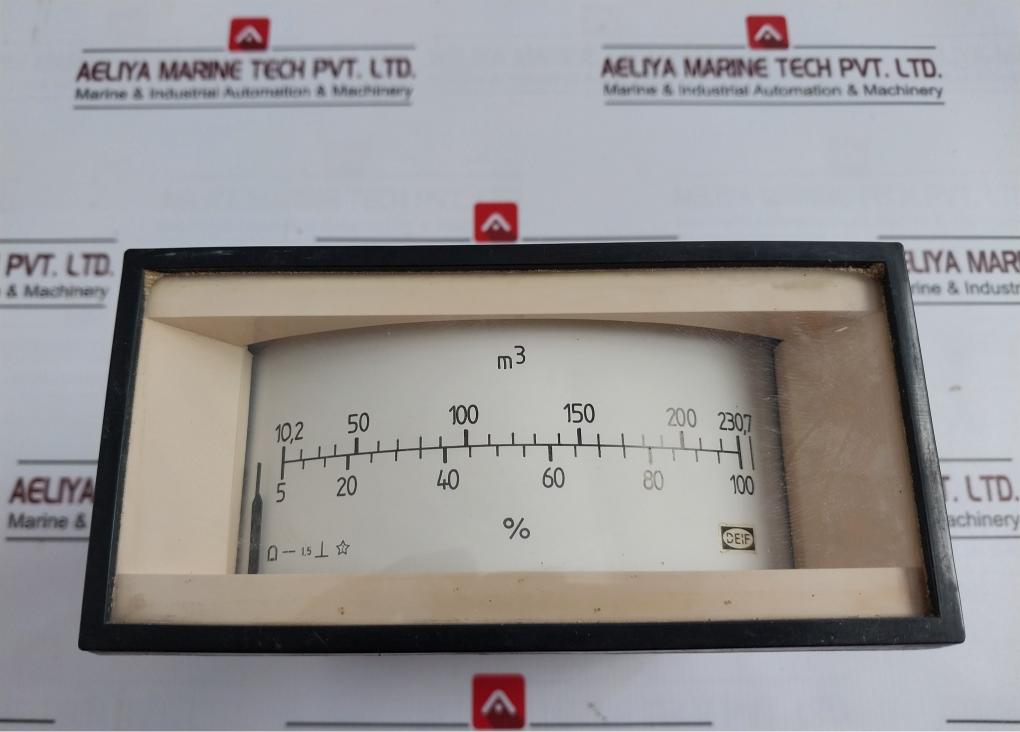 AELIYA MARINE TECH PVT. LTD.
Marine & Industrial Automation & Machinery
AELIYA MARINE TECH PVT. LTD.
Marine & Industrial Automation & Machinery
PVT. LTD.
& Machinery
ELIYA MAR
rine & Industr
m³
10,2 50 100 150 200 230,7
5 20 40 60 80 100
%
1,5
DEIF
AELIYA
Marine &
T. LTD.
achinery